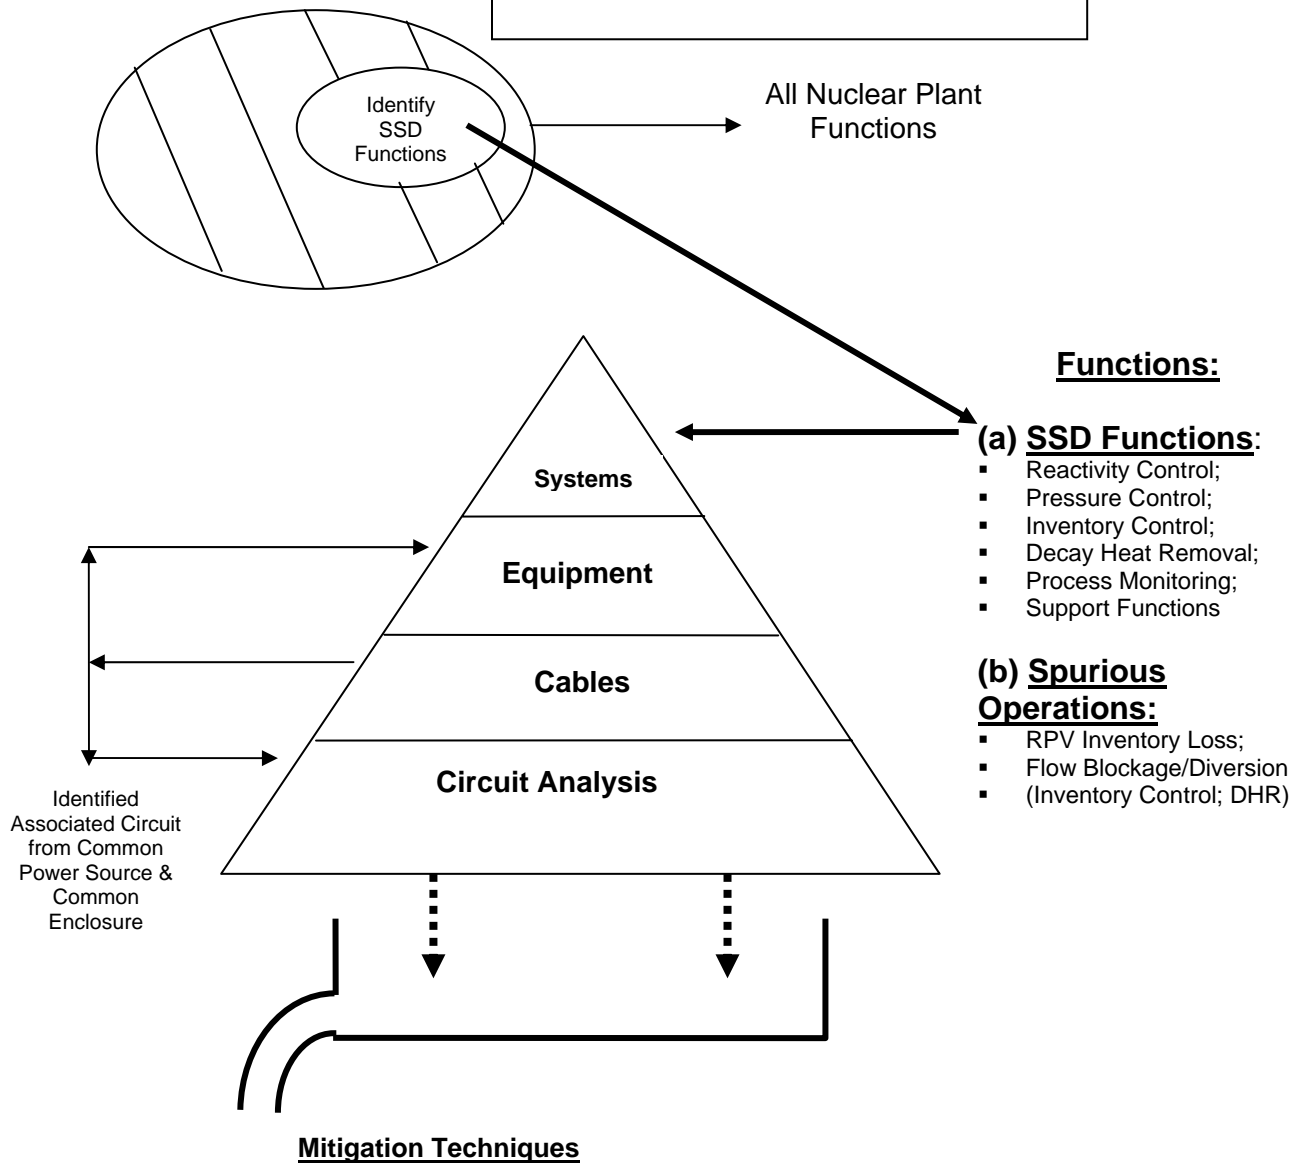 All Nuclear Plant
Functions
Identify
SSD
Functions
Functions:
(a) SSD Functions:
▪ Reactivity Control;
▪ Pressure Control;
▪ Inventory Control;
▪ Decay Heat Removal;
▪ Process Monitoring;
▪ Support Functions
(b) Spurious
Operations:
▪ RPV Inventory Loss;
▪ Flow Blockage/Diversion
▪ (Inventory Control; DHR)
Systems
Equipment
Cables
Circuit Analysis
Identified
Associated Circuit
from Common
Power Source &
Common
Enclosure
Mitigation Techniques